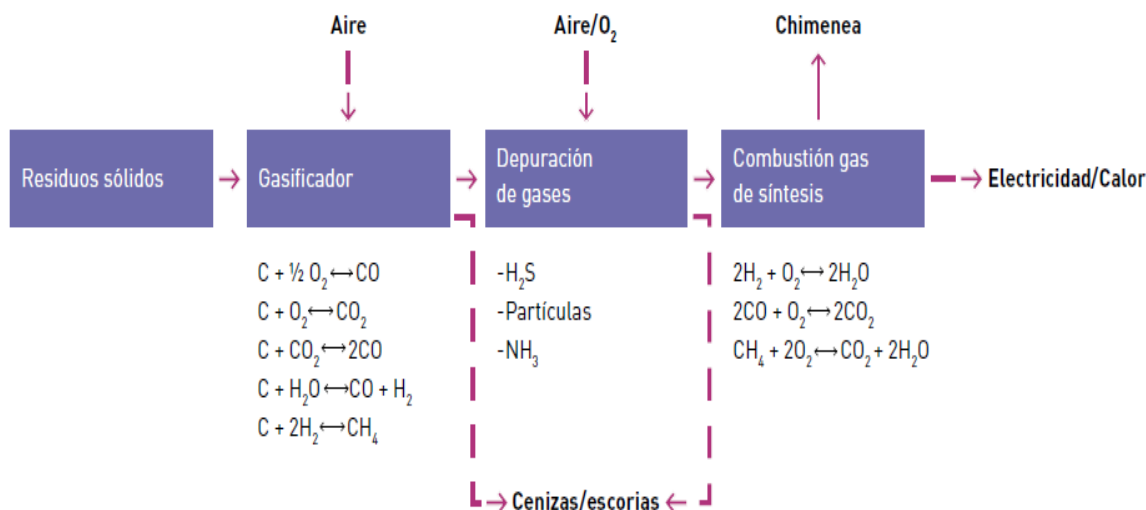 Aire
Aire/O₂
Chimenea
Residuos sólidos
Gasificador
Depuración
de gases
Combustión gas
de síntesis
Electricidad/Calor
C + ½ O₂⟷CO
C + O₂⟷CO₂
C + CO₂⟷2CO
C + H₂O⟷CO + H₂
C + 2H₂⟷CH₄
-H₂S
-Partículas
-NH₃
2H₂ + O₂⟷2H₂O
2CO + O₂⟷2CO₂
CH₄ + 2O₂⟷CO₂ + 2H₂O
Cenizas/escorias